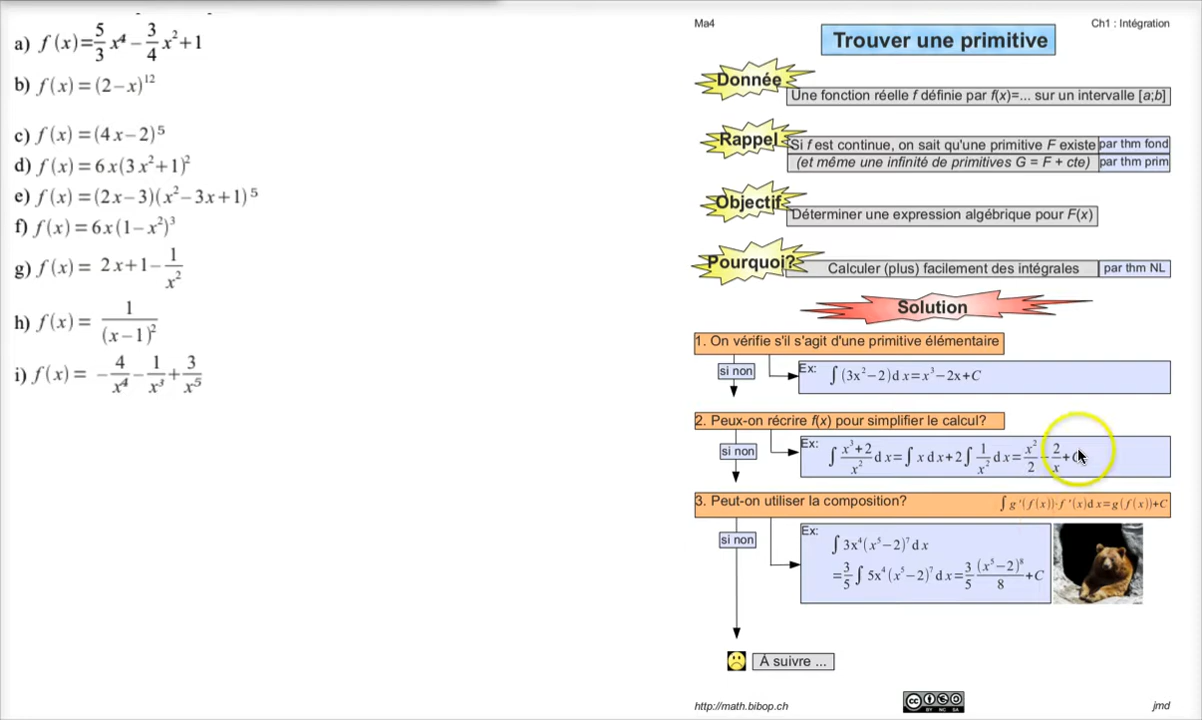 a) f(x)=5/3 x⁴ − 3/4 x²+1
b) f(x)=(2−x)¹²
c) f(x)=(4x−2)⁵
d) f(x)=6x(3x²+1)²
e) f(x)=(2x−3)(x²−3x+1)⁵
f) f(x)=6x(1−x²)³
g) f(x)= 2x+1−1/x²
h) f(x)= 1/(x−1)²
i) f(x)= −4/x⁴−1/x³+3/x⁵
Ma4
Ch1 : Intégration
Trouver une primitive
Donnée
Une fonction réelle f définie par f(x)=... sur un intervalle [a;b]
Rappel
Si f est continue, on sait qu'une primitive F existe par thm fond
(et même une infinité de primitives G = F + cte) par thm prim
Objectif
Déterminer une expression algébrique pour F(x)
Pourquoi?
Calculer (plus) facilement des intégrales par thm NL
Solution
1. On vérifie s'il s'agit d'une primitive élémentaire
si non
Ex: ∫(3x²−2)dx=x³−2x+C
2. Peux-on récrire f(x) pour simplifier le calcul?
si non
Ex: ∫(x³+2)/x² dx=∫x dx+2∫1/x² dx=x²/2−2/x+C
3. Peut-on utiliser la composition? ∫g'(f(x))·f'(x)dx=g(f(x))+C
si non
Ex:
∫3x⁴(x⁵−2)⁷dx
=3/5∫5x⁴(x⁵−2)⁷dx=3/5 (x⁵−2)⁸/8+C
À suivre ...
http://math.bibop.ch
cc
BY NC SA
jmd